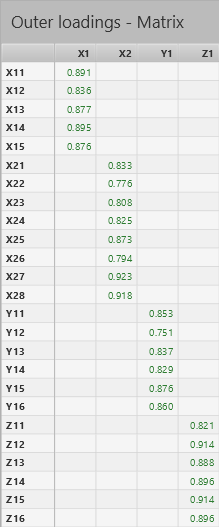 Outer loadings - Matrix
X1 X2 Y1 Z1
X11 0.891
X12 0.836
X13 0.877
X14 0.895
X15 0.876
X21 0.833
X22 0.776
X23 0.808
X24 0.825
X25 0.873
X26 0.794
X27 0.923
X28 0.918
Y11 0.853
Y12 0.751
Y13 0.837
Y14 0.829
Y15 0.876
Y16 0.860
Z11 0.821
Z12 0.914
Z13 0.888
Z14 0.896
Z15 0.914
Z16 0.896